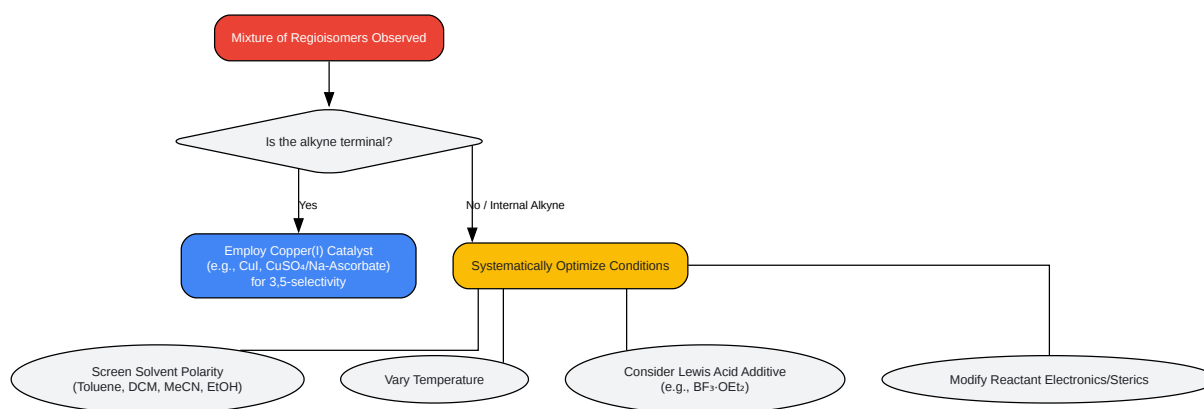 Mixture of Regioisomers Observed
Is the alkyne terminal?
Yes
No / Internal Alkyne
Employ Copper(I) Catalyst
(e.g., CuI, CuSO₄/Na-Ascorbate)
for 3,5-selectivity
Systematically Optimize Conditions
Screen Solvent Polarity
(Toluene, DCM, MeCN, EtOH)
Vary Temperature
Consider Lewis Acid Additive
(e.g., BF₃·OEt₂)
Modify Reactant Electronics/Sterics